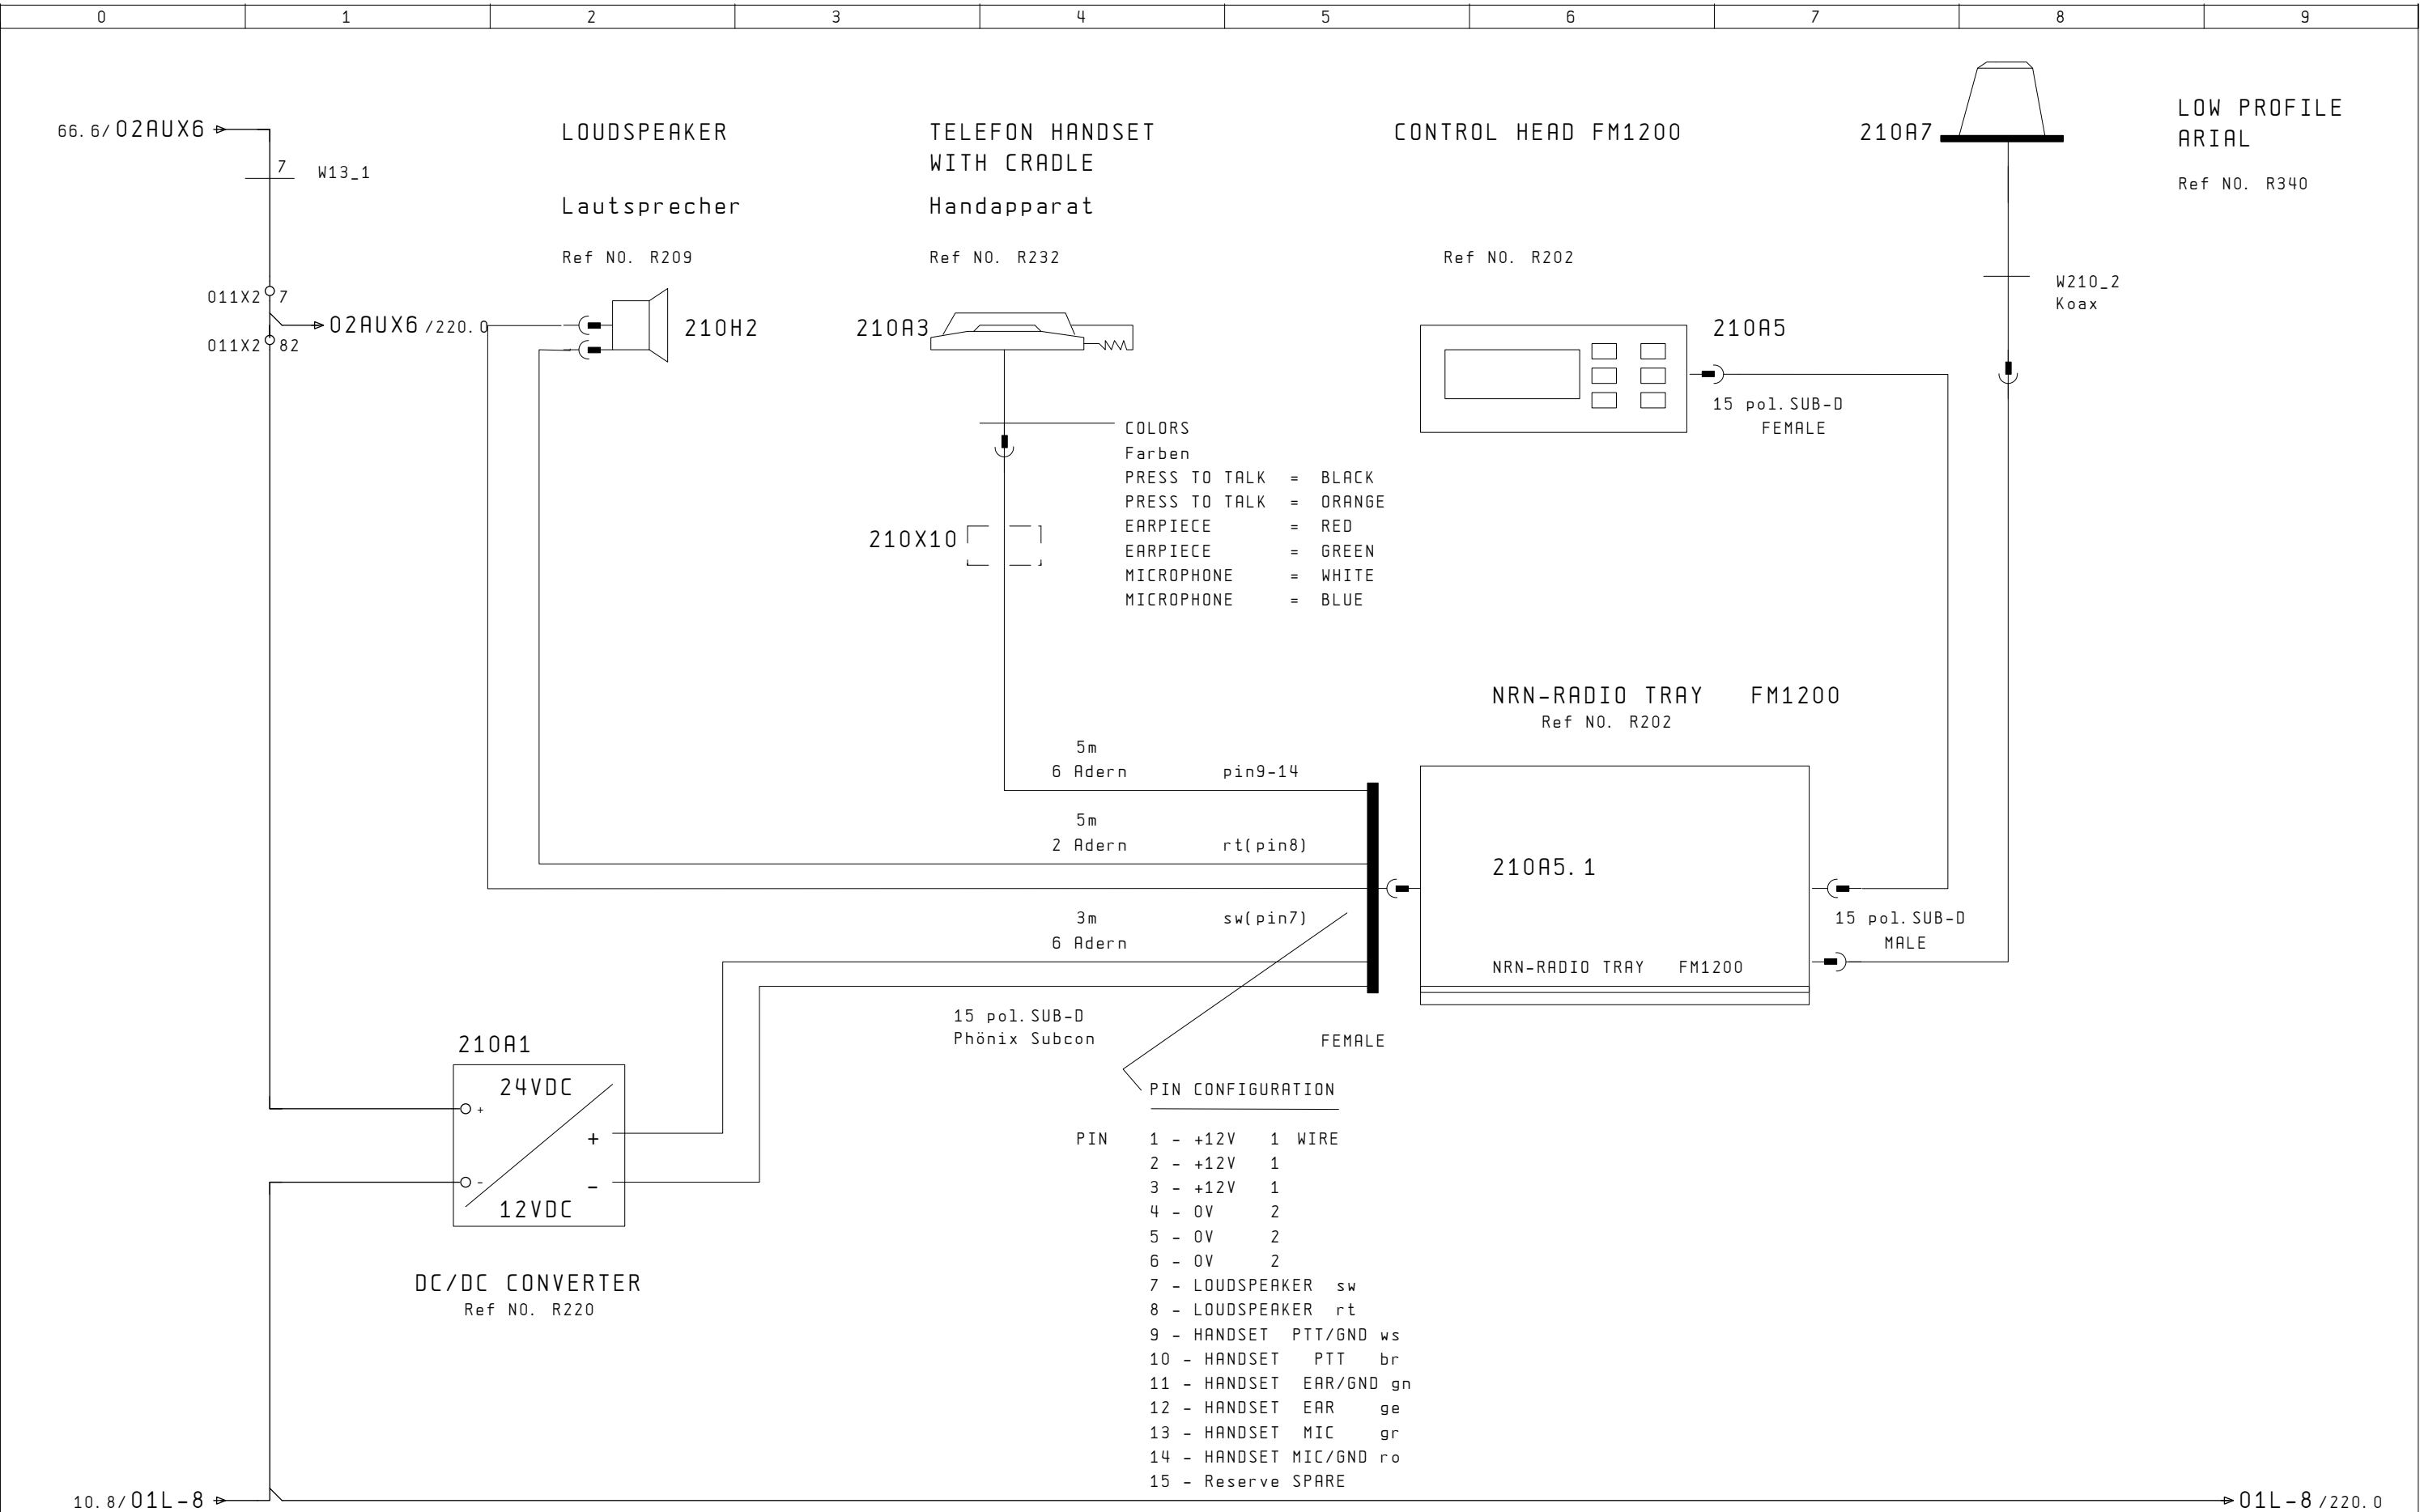 0 1 2 3 4 5 6 7 8 9
66.6/02AUX6
7
W13_1
011X2 7
02AUX6 /220.0
011X2 82
LOUDSPEAKER
Lautsprecher
Ref NO. R209
210H2
TELEFON HANDSET
WITH CRADLE
Handapparat
Ref NO. R232
210A3
COLORS
Farben
PRESS TO TALK = BLACK
PRESS TO TALK = ORANGE
EARPIECE = RED
EARPIECE = GREEN
MICROPHONE = WHITE
MICROPHONE = BLUE
210X10
CONTROL HEAD FM1200
Ref NO. R202
210A5
15 pol.SUB-D
FEMALE
210A7
LOW PROFILE
ARIAL
Ref NO. R340
W210_2
Koax
NRN-RADIO TRAY FM1200
Ref NO. R202
5m
6 Adern pin9-14
5m
2 Adern rt(pin8)
3m sw(pin7)
6 Adern
210A5.1
NRN-RADIO TRAY FM1200
15 pol.SUB-D
MALE
15 pol.SUB-D
Phönix Subcon
FEMALE
210A1
24VDC
+
+
-
-
12VDC
DC/DC CONVERTER
Ref NO. R220
PIN CONFIGURATION
PIN 1 - +12V 1 WIRE
2 - +12V 1
3 - +12V 1
4 - 0V 2
5 - 0V 2
6 - 0V 2
7 - LOUDSPEAKER sw
8 - LOUDSPEAKER rt
9 - HANDSET PTT/GND ws
10 - HANDSET PTT br
11 - HANDSET EAR/GND gn
12 - HANDSET EAR ge
13 - HANDSET MIC gr
14 - HANDSET MIC/GND ro
15 - Reserve SPARE
10.8/01L-8
01L-8 /220.0